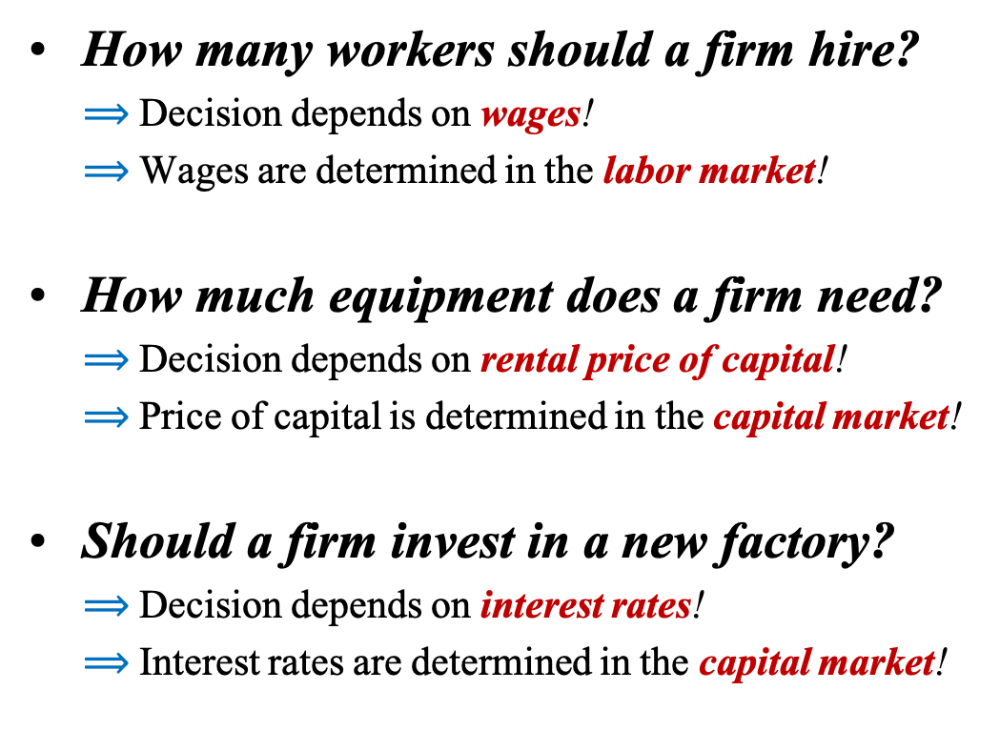 • How many workers should a firm hire?
⟹ Decision depends on wages!
⟹ Wages are determined in the labor market!
• How much equipment does a firm need?
⟹ Decision depends on rental price of capital!
⟹ Price of capital is determined in the capital market!
• Should a firm invest in a new factory?
⟹ Decision depends on interest rates!
⟹ Interest rates are determined in the capital market!